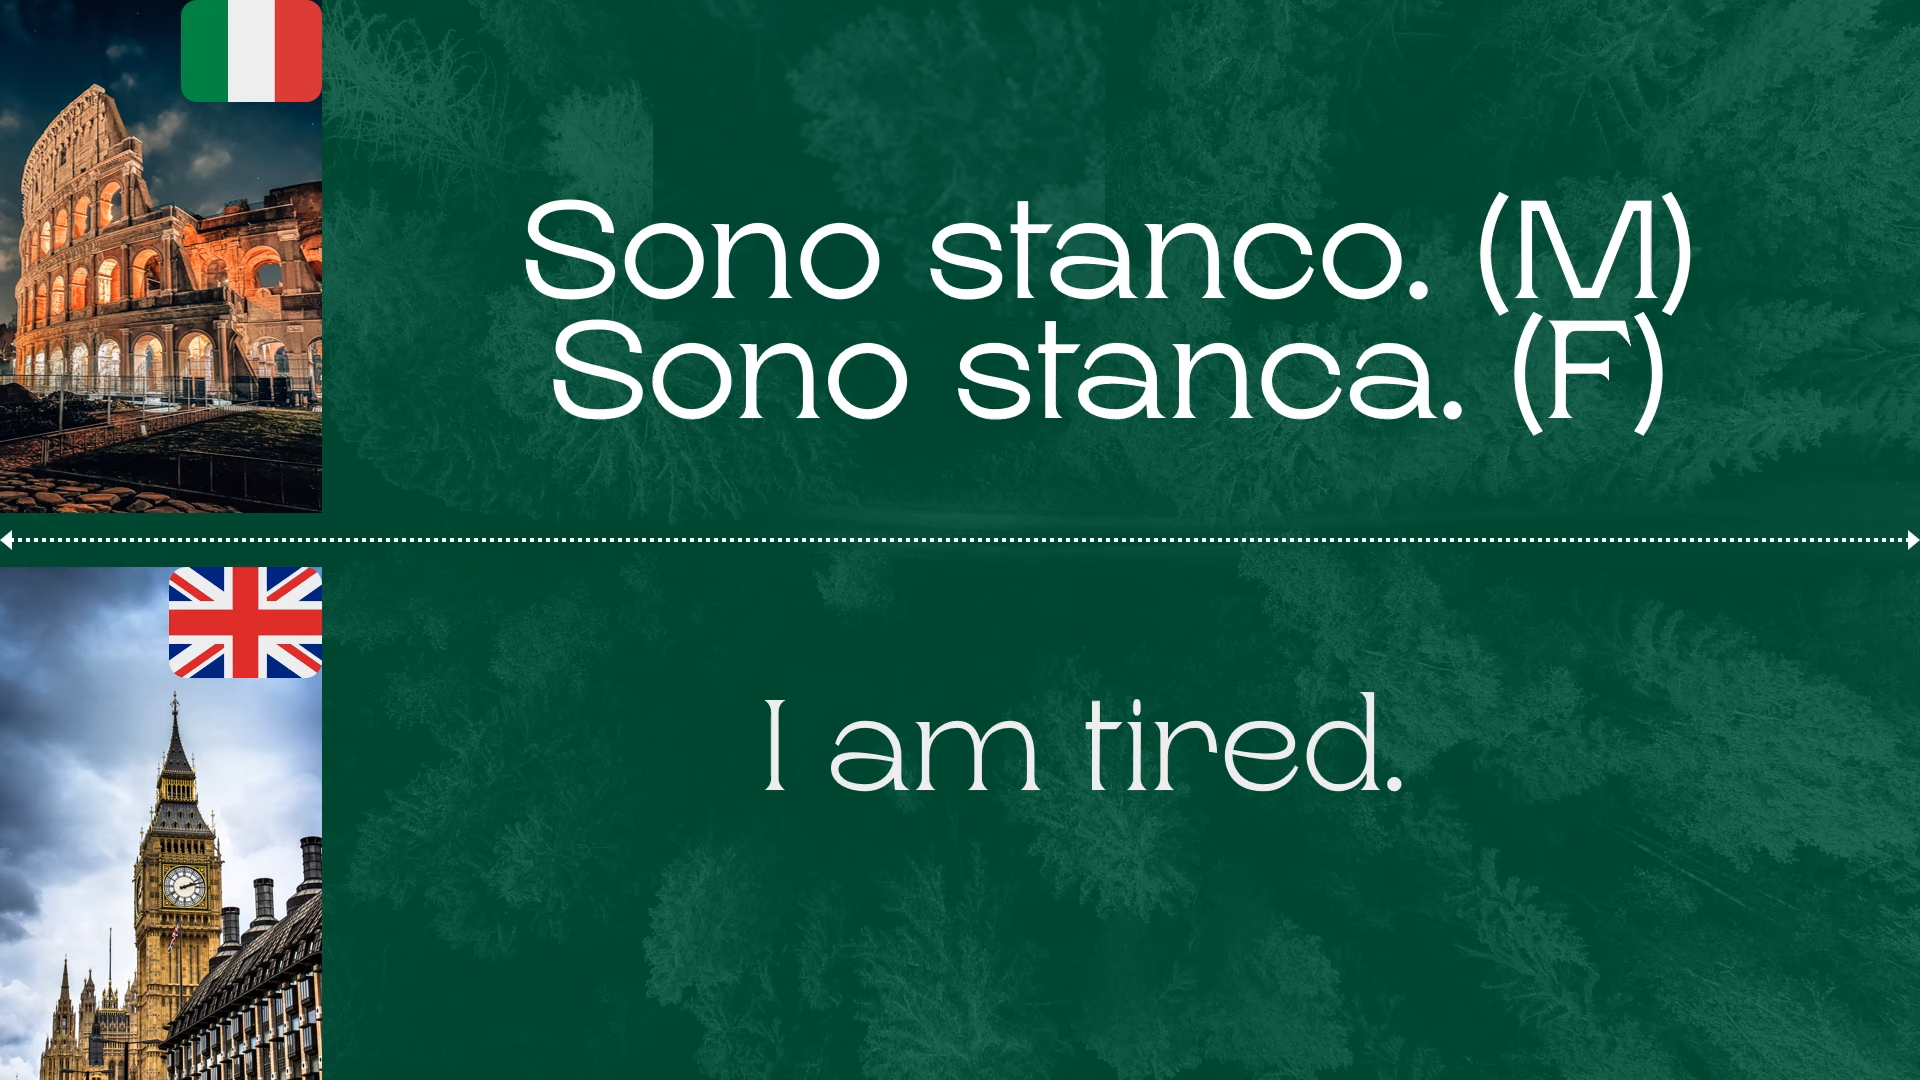 Sono stanco. (M)
Sono stanca. (F)
I am tired.